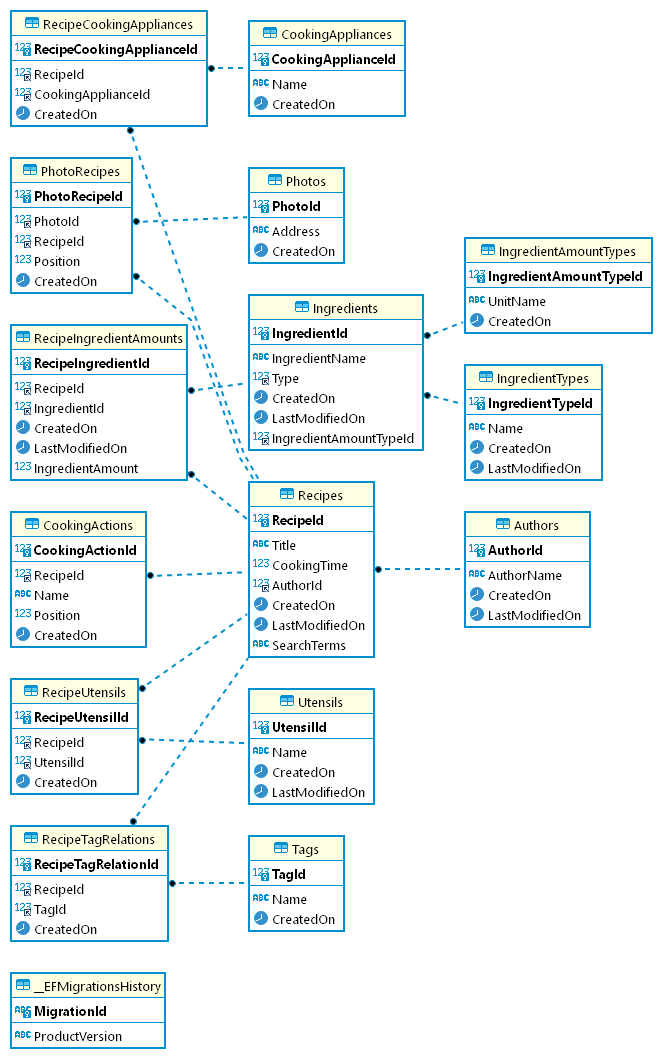 RecipeCookingAppliances
123 RecipeCookingApplianceId
123 RecipeId
123 CookingApplianceId
CreatedOn
CookingAppliances
123 CookingApplianceId
ABC Name
CreatedOn
PhotoRecipes
123 PhotoRecipeId
123 PhotoId
123 RecipeId
123 Position
CreatedOn
Photos
123 PhotoId
ABC Address
CreatedOn
IngredientAmountTypes
123 IngredientAmountTypeId
ABC UnitName
CreatedOn
RecipeIngredientAmounts
123 RecipeIngredientId
123 RecipeId
123 IngredientId
CreatedOn
LastModifiedOn
123 IngredientAmount
Ingredients
123 IngredientId
ABC IngredientName
123 Type
CreatedOn
LastModifiedOn
123 IngredientAmountTypeId
IngredientTypes
123 IngredientTypeId
ABC Name
CreatedOn
LastModifiedOn
CookingActions
123 CookingActionId
123 RecipeId
ABC Name
123 Position
CreatedOn
Recipes
123 RecipeId
ABC Title
123 CookingTime
123 AuthorId
CreatedOn
LastModifiedOn
ABC SearchTerms
Authors
123 AuthorId
ABC AuthorName
CreatedOn
LastModifiedOn
RecipeUtensils
123 RecipeUtensilId
123 RecipeId
123 UtensilId
CreatedOn
Utensils
123 UtensilId
ABC Name
CreatedOn
LastModifiedOn
RecipeTagRelations
123 RecipeTagRelationId
123 RecipeId
123 TagId
CreatedOn
Tags
123 TagId
ABC Name
CreatedOn
__EFMigrationsHistory
ABC MigrationId
ABC ProductVersion